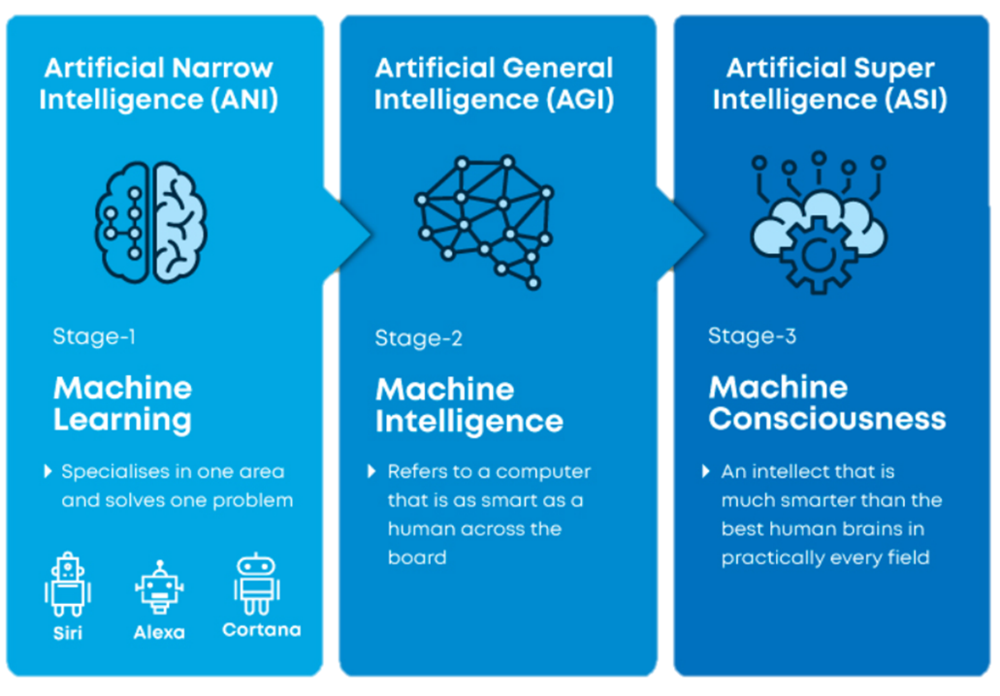 Artificial Narrow
Intelligence (ANI)
Stage-1
Machine
Learning
Specialises in one area
and solves one problem
Siri
Alexa
Cortana
Artificial General
Intelligence (AGI)
Stage-2
Machine
Intelligence
Refers to a computer
that is as smart as a
human across the
board
Artificial Super
Intelligence (ASI)
Stage-3
Machine
Consciousness
An intellect that is
much smarter than the
best human brains in
practically every field